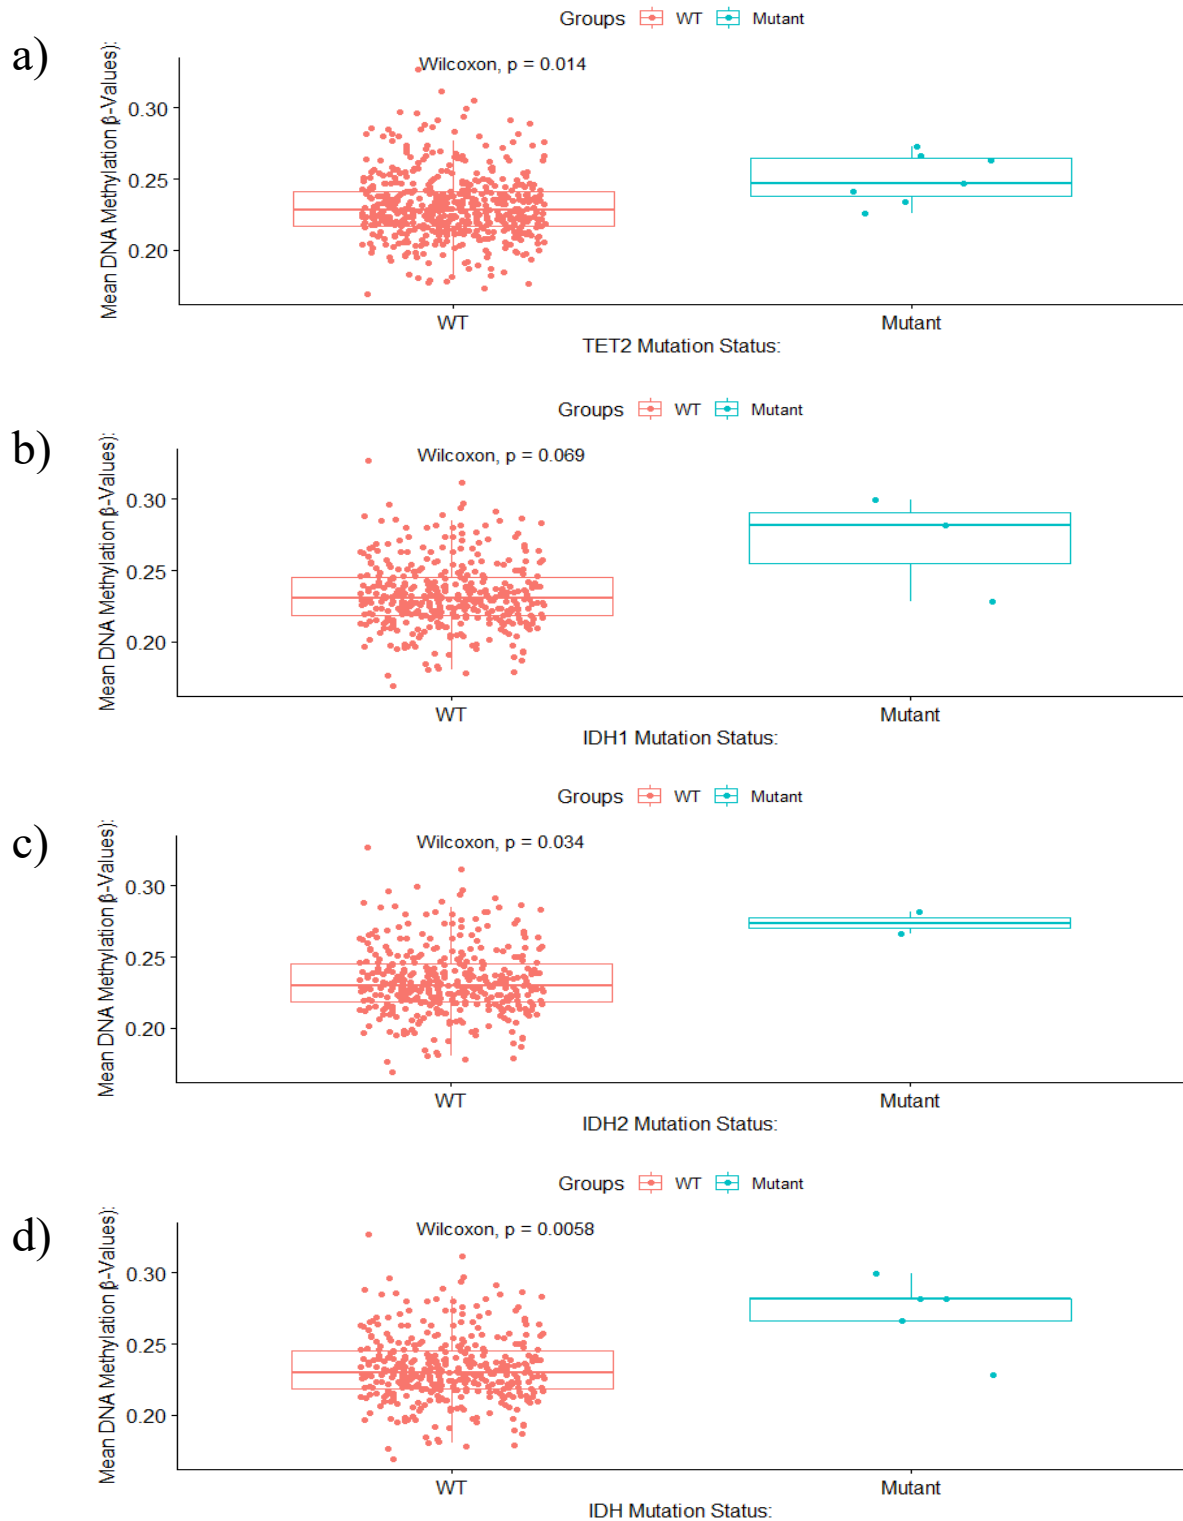 Groups WT Mutant
a)
Mean DNA Methylation β-Values):
Wilcoxon, p = 0.014
0.30
0.25
0.20
WT Mutant
TET2 Mutation Status:
Groups WT Mutant
b)
Mean DNA Methylation β-Values):
Wilcoxon, p = 0.069
0.30
0.25
0.20
WT Mutant
IDH1 Mutation Status:
Groups WT Mutant
c)
Mean DNA Methylation β-Values):
Wilcoxon, p = 0.034
0.30
0.25
0.20
WT Mutant
IDH2 Mutation Status:
Groups WT Mutant
d)
Mean DNA Methylation β-Values):
Wilcoxon, p = 0.0058
0.30
0.25
0.20
WT Mutant
IDH Mutation Status: